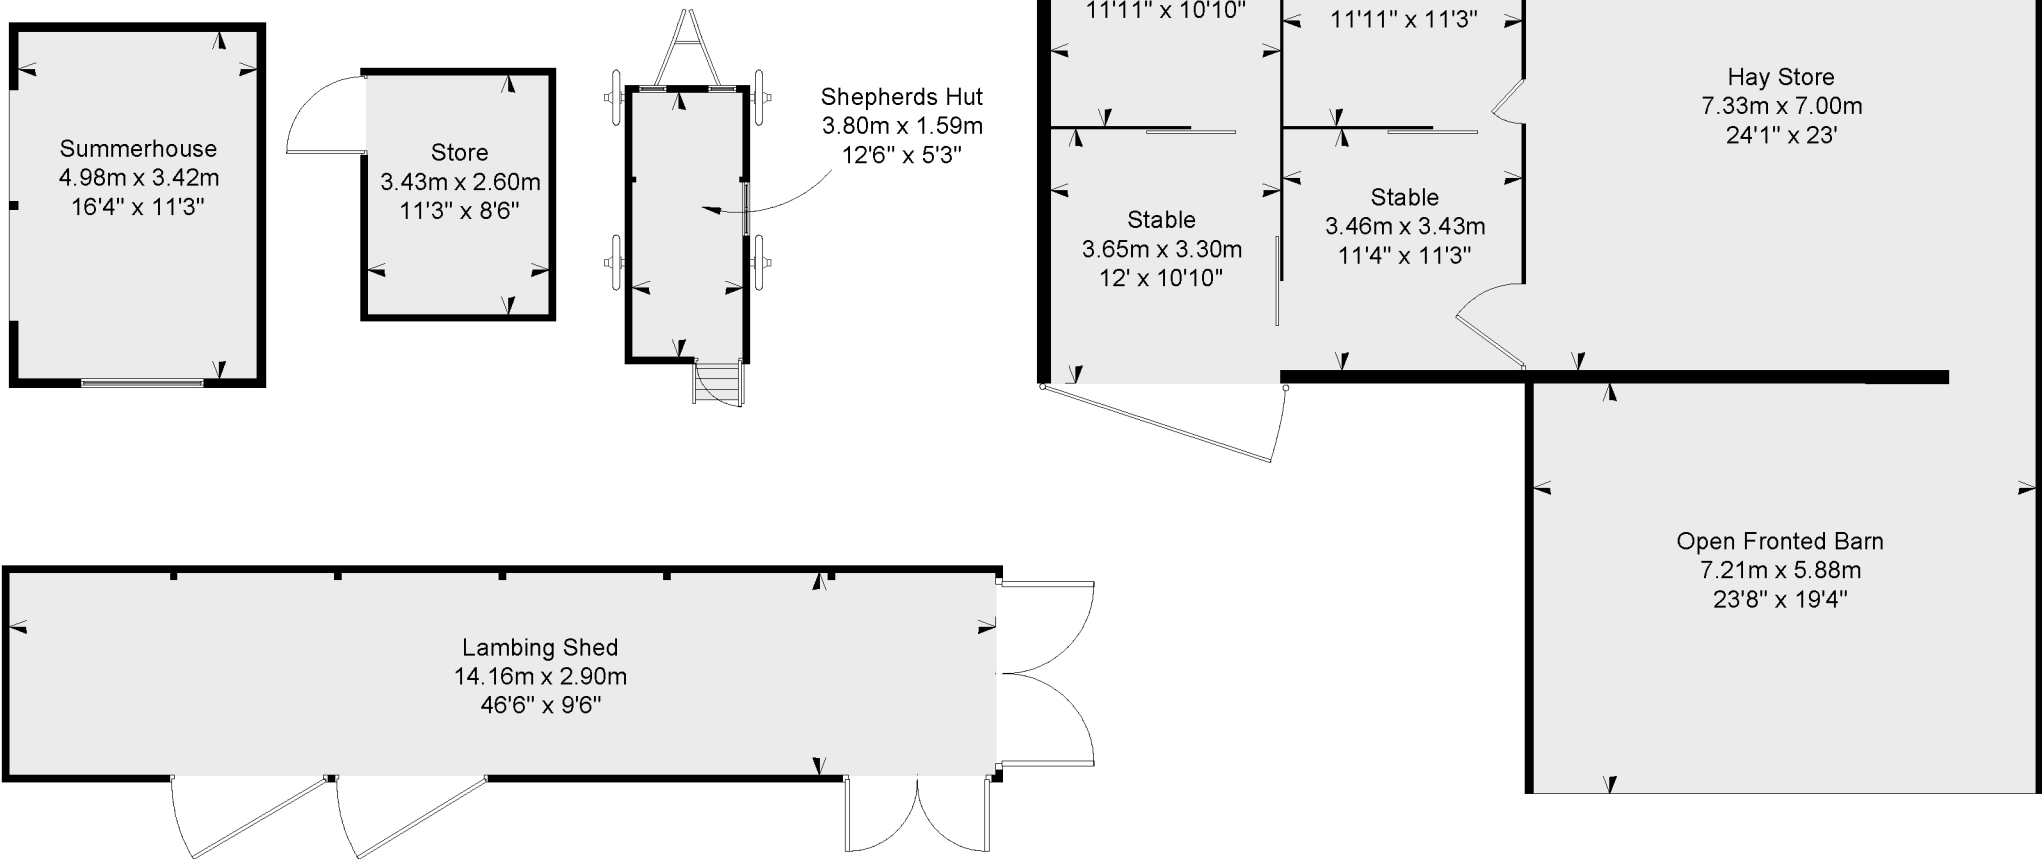 11'11" x 10'10"
11'11" x 11'3"
Hay Store
7.33m x 7.00m
24'1" x 23'
Shepherds Hut
3.80m x 1.59m
12'6" x 5'3"
Summerhouse
4.98m x 3.42m
16'4" x 11'3"
Store
3.43m x 2.60m
11'3" x 8'6"
Stable
3.65m x 3.30m
12' x 10'10"
Stable
3.46m x 3.43m
11'4" x 11'3"
Open Fronted Barn
7.21m x 5.88m
23'8" x 19'4"
Lambing Shed
14.16m x 2.90m
46'6" x 9'6"